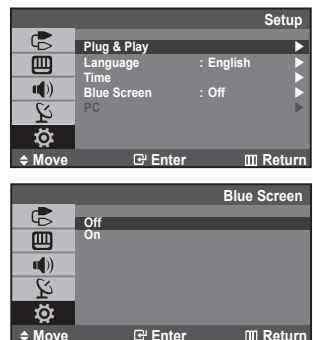 Setup
Plug & Play
Language : English
Time
Blue Screen : Off
PC
Move Enter Return
Blue Screen
Off
On
Move Enter Return